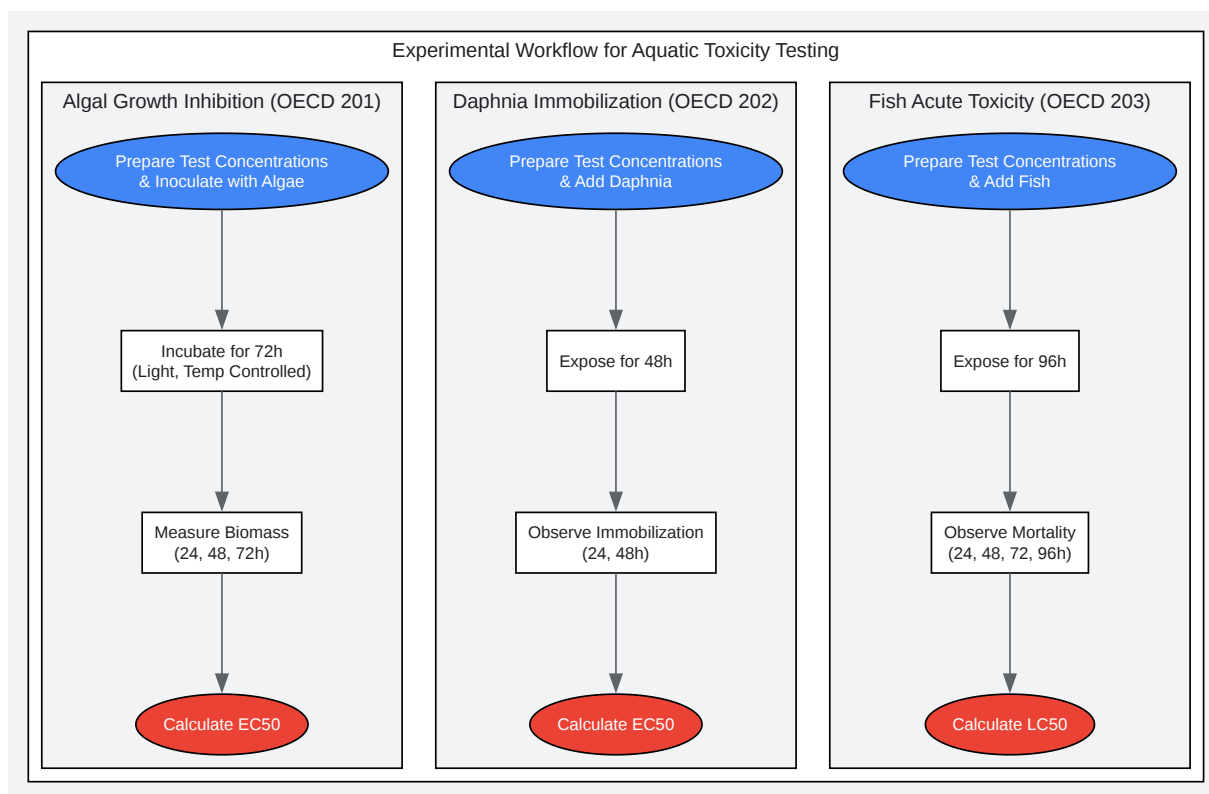 Experimental Workflow for Aquatic Toxicity Testing
Algal Growth Inhibition (OECD 201)
Prepare Test Concentrations
& Inoculate with Algae
Incubate for 72h
(Light, Temp Controlled)
Measure Biomass
(24, 48, 72h)
Calculate EC50
Daphnia Immobilization (OECD 202)
Prepare Test Concentrations
& Add Daphnia
Expose for 48h
Observe Immobilization
(24, 48h)
Calculate EC50
Fish Acute Toxicity (OECD 203)
Prepare Test Concentrations
& Add Fish
Expose for 96h
Observe Mortality
(24, 48, 72, 96h)
Calculate LC50